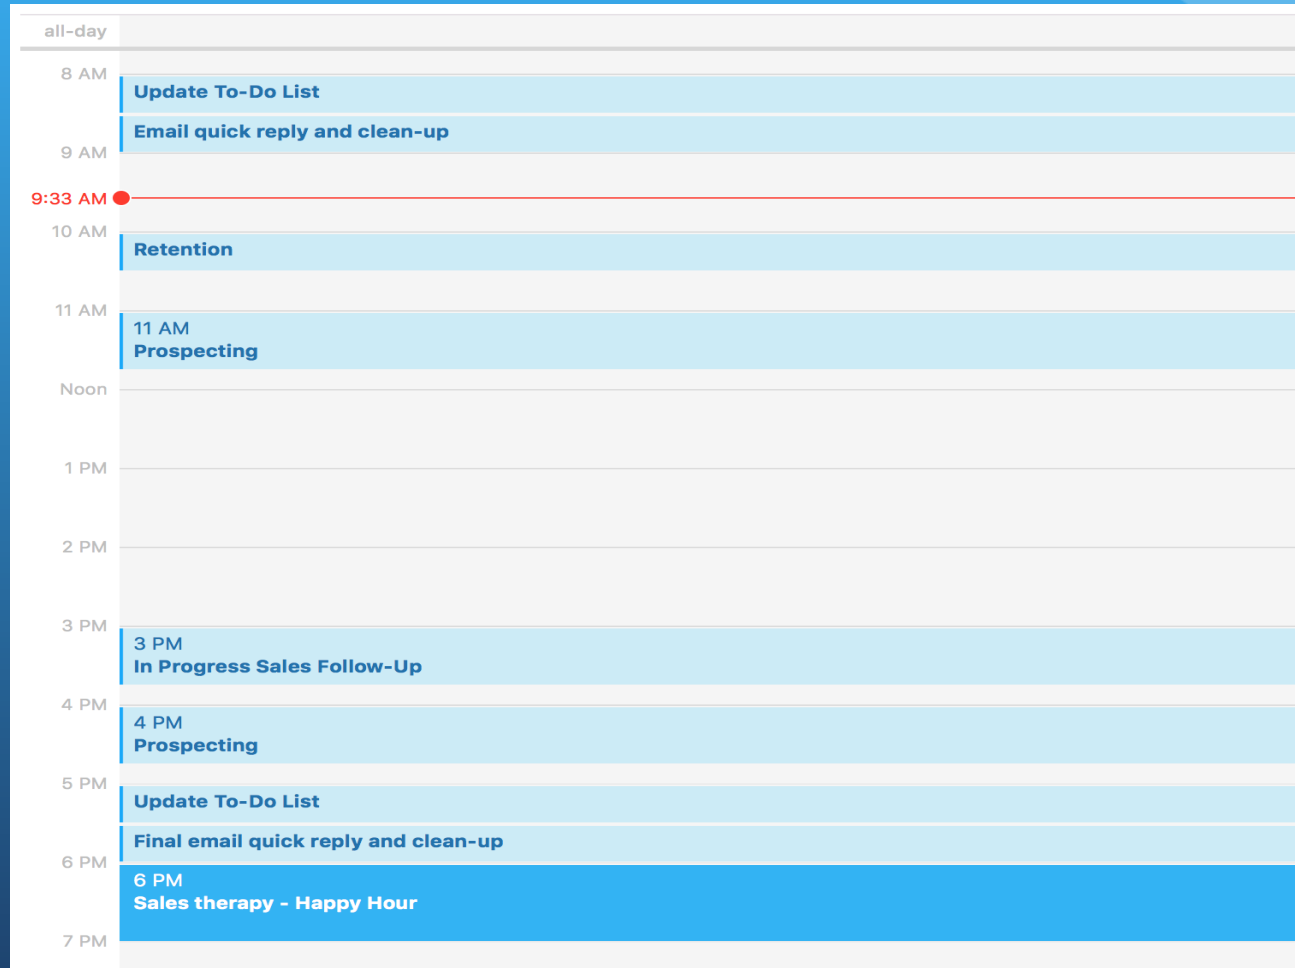 all-day
8 AM
Update To-Do List
Email quick reply and clean-up
9 AM
9:33 AM
10 AM
Retention
11 AM
11 AM
Prospecting
Noon
1 PM
2 PM
3 PM
3 PM
In Progress Sales Follow-Up
4 PM
4 PM
Prospecting
5 PM
Update To-Do List
Final email quick reply and clean-up
6 PM
6 PM
Sales therapy - Happy Hour
7 PM